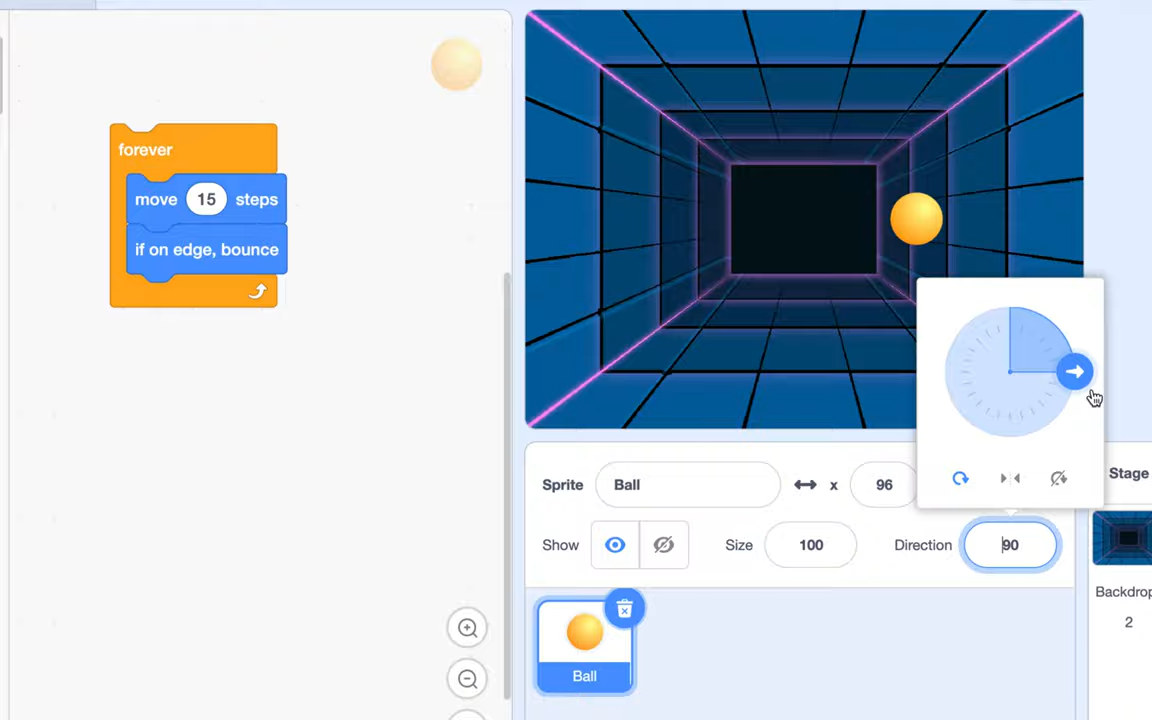 forever
move 15 steps
if on edge, bounce
Sprite Ball x 96
Stage
Show Size 100 Direction 90
Backdrop
2
Ball